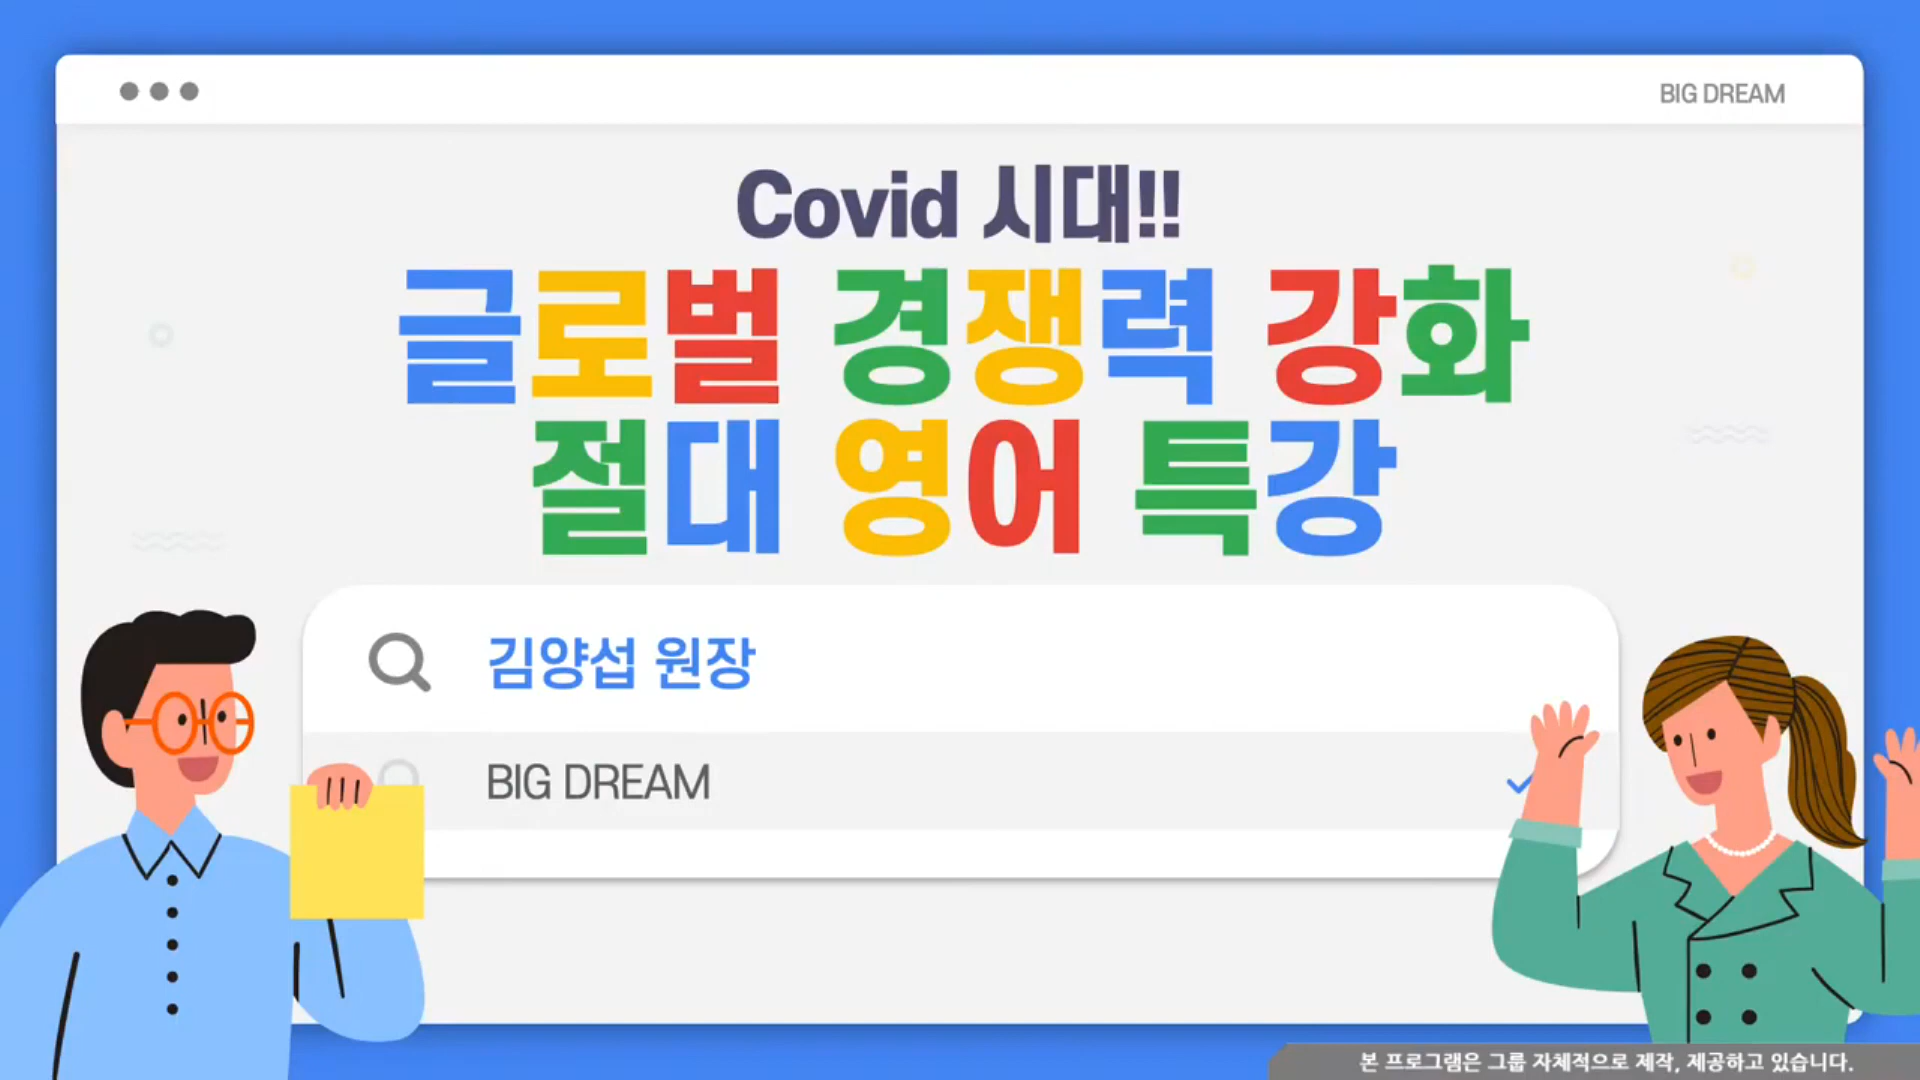 BIG DREAM
Covid 시대!!
글로벌 경쟁력 강화
절대 영어 특강
김양섭 원장
BIG DREAM
본 프로그램은 그룹 자체적으로 제작, 제공하고 있습니다.